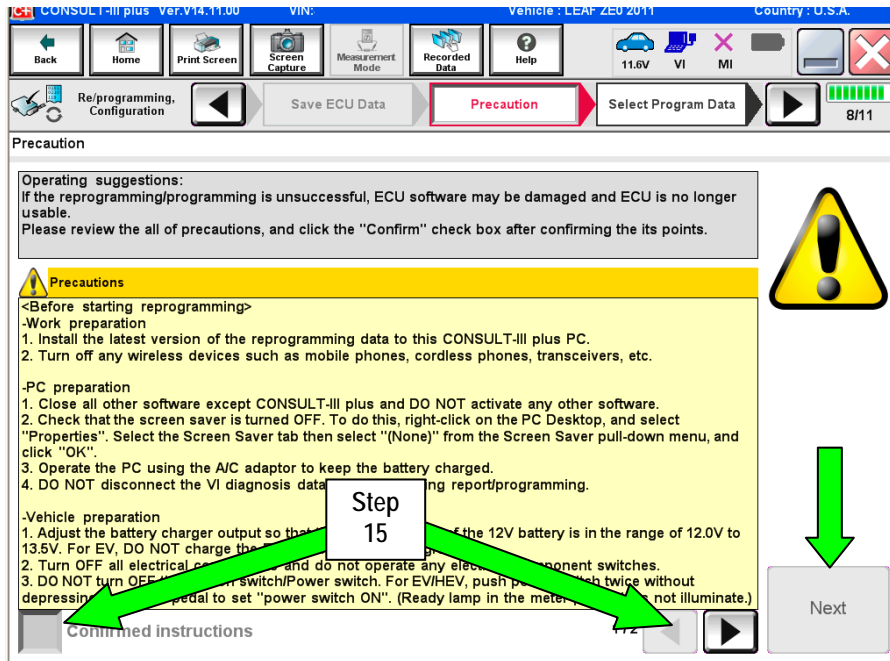 CONSULT-III plus Ver.V14.11.00 VIN: Vehicle : LEAF ZE0 2011 Country : U.S.A.
Back
Home
Print Screen
Screen Capture
Measurement Mode
Recorded Data
Help
11.6V
VI
MI
Re/programming, Configuration
Save ECU Data
Precaution
Select Program Data
8/11
Precaution
Operating suggestions:
If the reprogramming/programming is unsuccessful, ECU software may be damaged and ECU is no longer
usable.
Please review the all of precautions, and click the "Confirm" check box after confirming the its points.
Precautions
<Before starting reprogramming>
-Work preparation
1. Install the latest version of the reprogramming data to this CONSULT-III plus PC.
2. Turn off any wireless devices such as mobile phones, cordless phones, transceivers, etc.
-PC preparation
1. Close all other software except CONSULT-III plus and DO NOT activate any other software.
2. Check that the screen saver is turned OFF. To do this, right-click on the PC Desktop, and select
"Properties". Select the Screen Saver tab then select "(None)" from the Screen Saver pull-down menu, and
click "OK".
3. Operate the PC using the A/C adaptor to keep the battery charged.
4. DO NOT disconnect the VI diagnosis data ng report/programming.
-Vehicle preparation
1. Adjust the battery charger output so that of the 12V battery is in the range of 12.0V to
13.5V. For EV, DO NOT charge the
2. Turn OFF all electrical and do not operate any component switches.
3. DO NOT turn OFF switch/Power switch. For EV/HEV, push twice without
depressing pedal to set "power switch ON". (Ready lamp in the meter not illuminate.)
Step
15
Confirmed instructions
Next